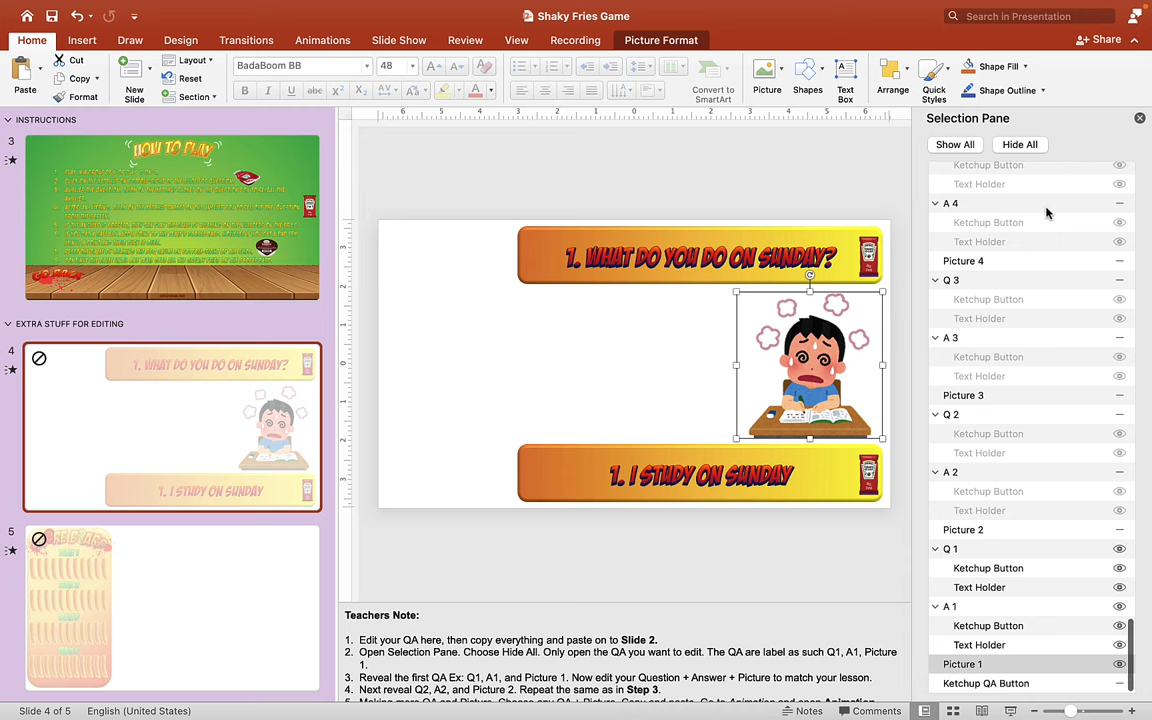 Shaky Fries Game
Search in Presentation
Home Insert Draw Design Transitions Animations Slide Show Review View Recording Picture Format
Share
Paste
Cut
Copy
Format
New
Slide
Layout
Reset
Section
BadaBoom BB 48
Convert to
SmartArt
Picture
Shapes
Text
Box
Arrange
Quick
Styles
Shape Fill
Shape Outline
INSTRUCTIONS
3
HOW TO PLAY
GO BACK
EXTRA STUFF FOR EDITING
4
1. WHAT DO YOU DO ON SUNDAY?
1. I STUDY ON SUNDAY
5
1. WHAT DO YOU DO ON SUNDAY?
1. I STUDY ON SUNDAY
Teachers Note:
1. Edit your QA here, then copy everything and paste on to Slide 2.
2. Open Selection Pane. Choose Hide All. Only open the QA you want to edit. The QA are label as such Q1, A1, Picture
1.
3. Reveal the first QA Ex: Q1, A1, and Picture 1. Now edit your Question + Answer + Picture to match your lesson.
4. Next reveal Q2, A2, and Picture 2. Repeat the same as in Step 3.
Selection Pane
Show All
Hide All
Ketchup Button
Text Holder
A 4
Ketchup Button
Text Holder
Picture 4
Q 3
Ketchup Button
Text Holder
A 3
Ketchup Button
Text Holder
Picture 3
Q 2
Ketchup Button
Text Holder
A 2
Ketchup Button
Text Holder
Picture 2
Q 1
Ketchup Button
Text Holder
A 1
Ketchup Button
Text Holder
Picture 1
Ketchup QA Button
Slide 4 of 5
English (United States)
Notes
Comments